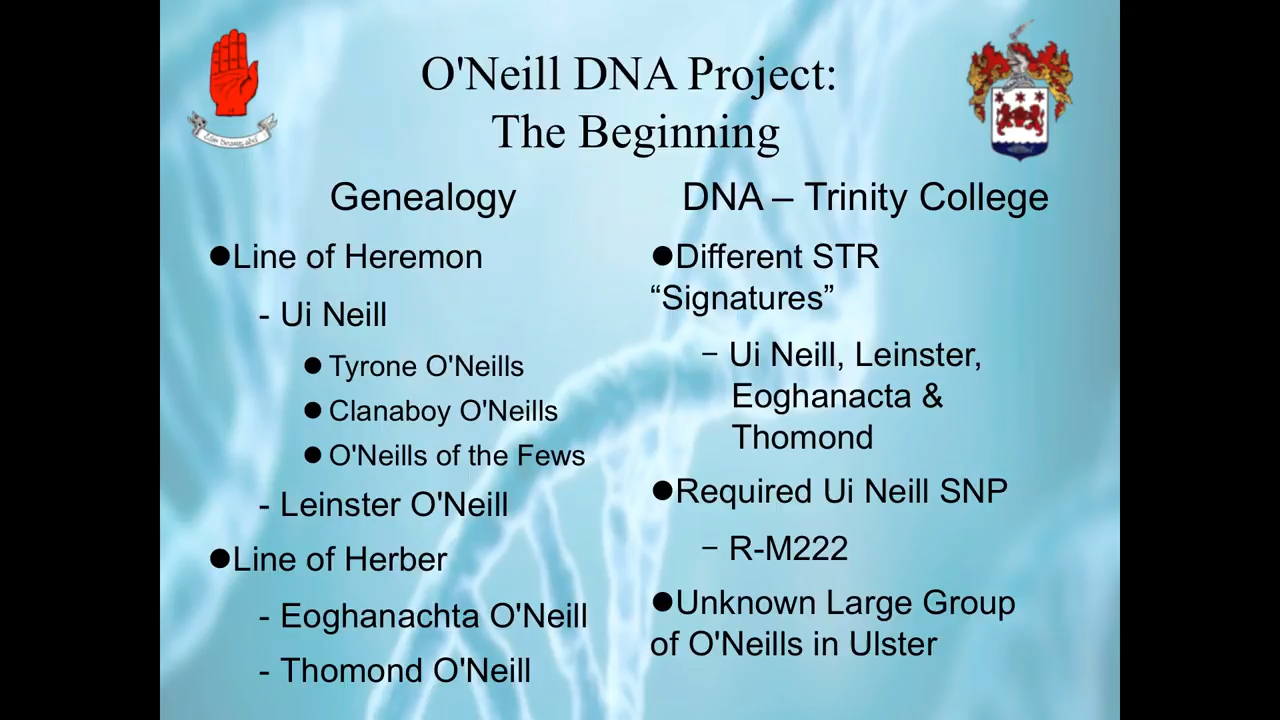 O'Neill DNA Project:
The Beginning
Genealogy
●Line of Heremon
- Ui Neill
● Tyrone O'Neills
● Clanaboy O'Neills
● O'Neills of the Fews
- Leinster O'Neill
●Line of Herber
- Eoghanachta O'Neill
- Thomond O'Neill
DNA – Trinity College
●Different STR
“Signatures”
– Ui Neill, Leinster,
Eoghanacta &
Thomond
●Required Ui Neill SNP
– R-M222
●Unknown Large Group
of O'Neills in Ulster